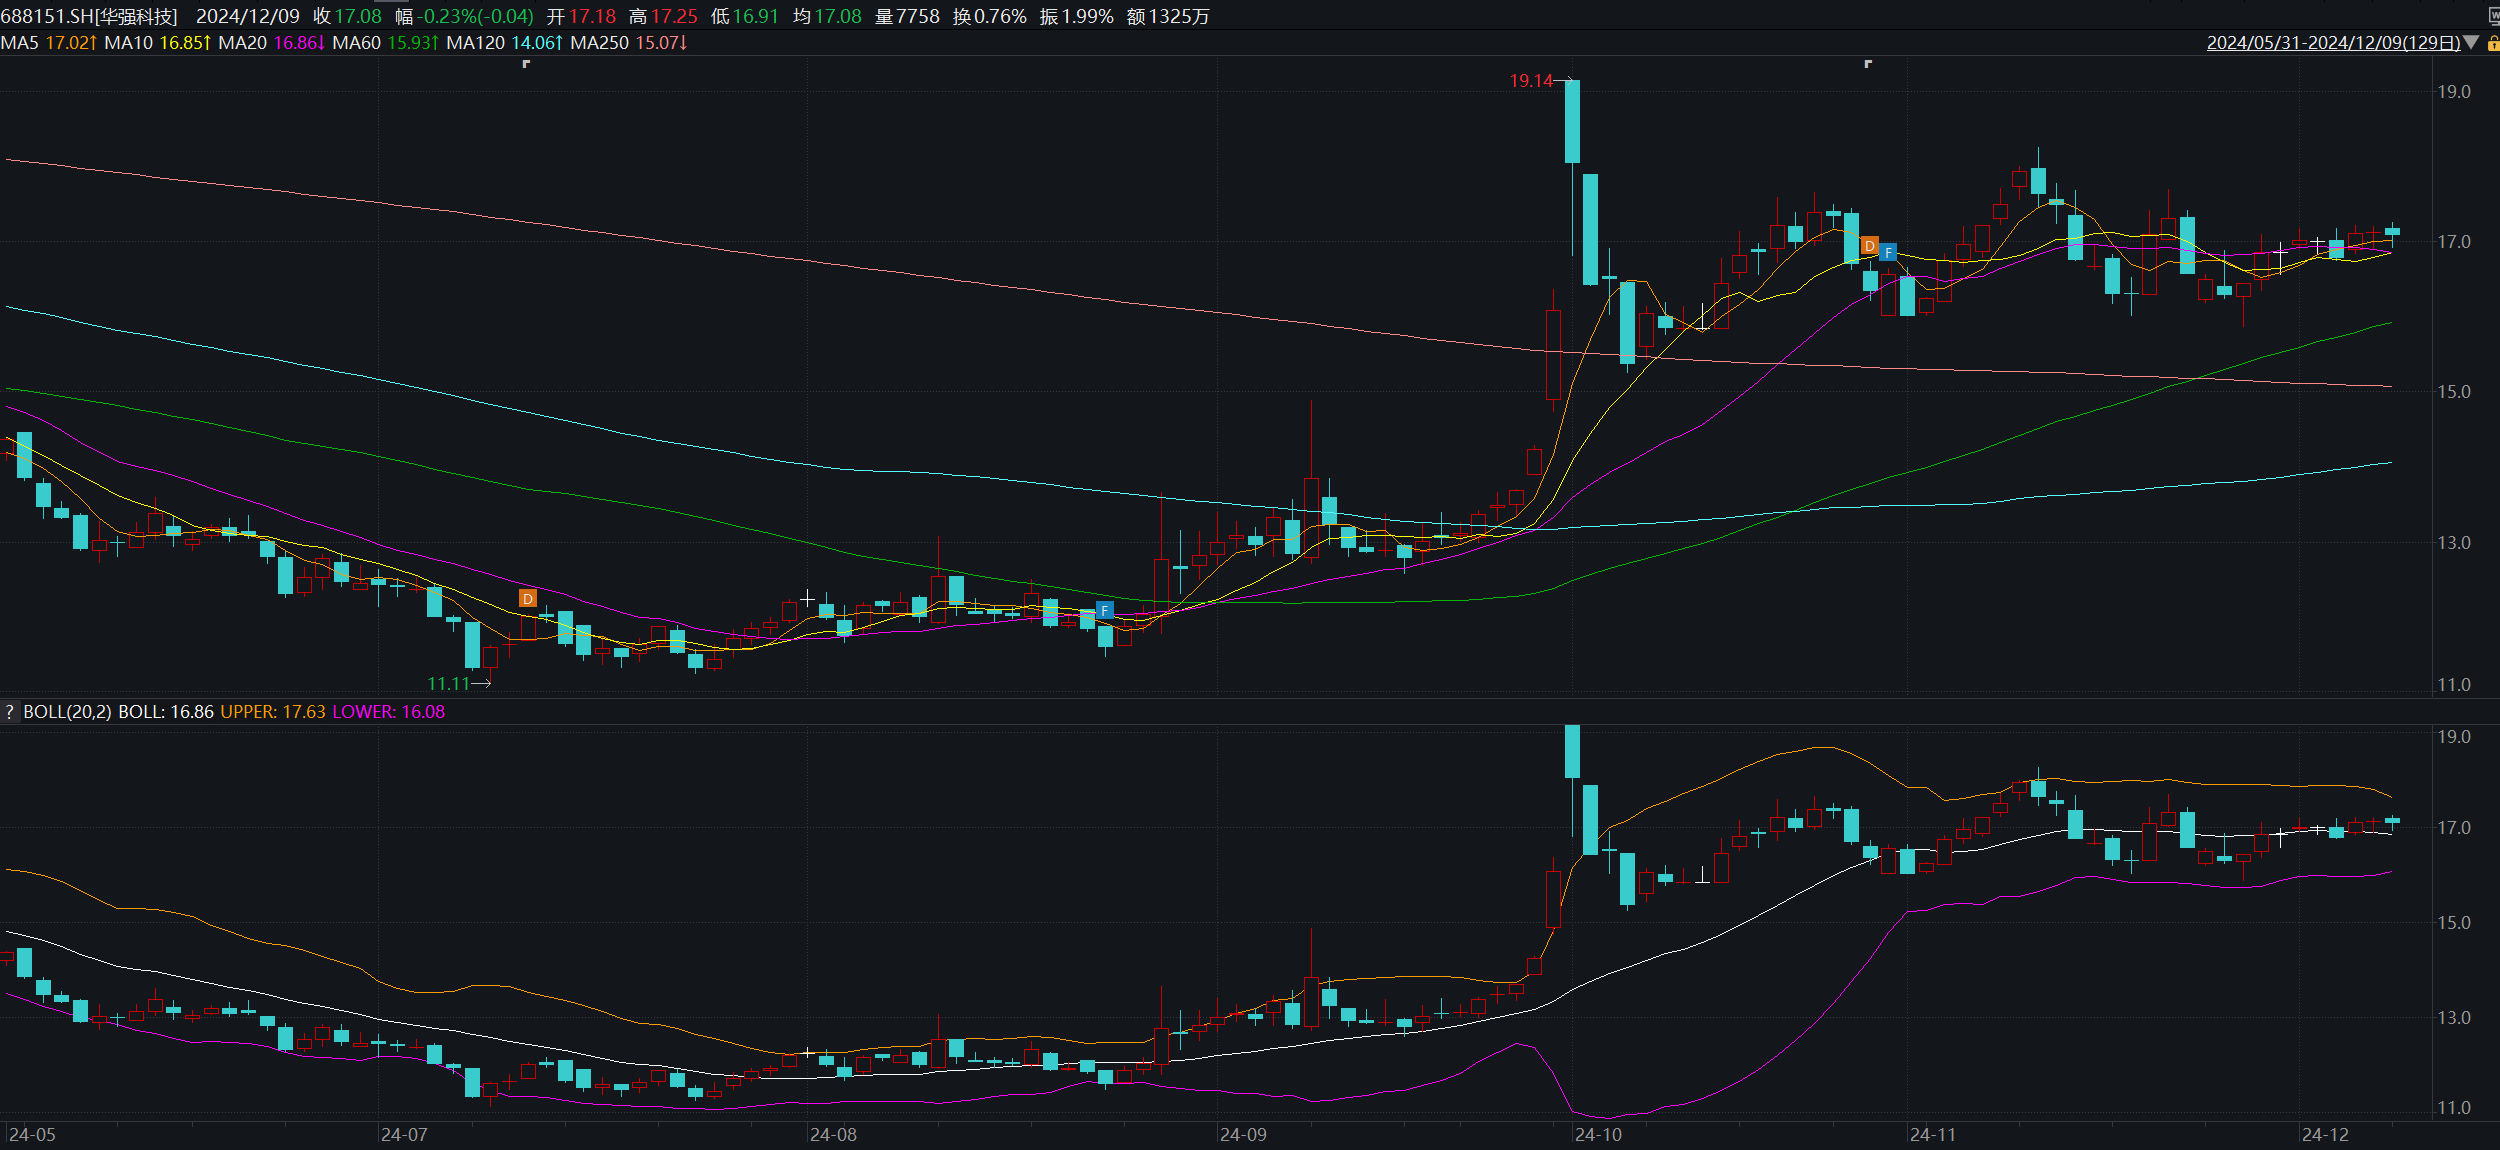 688151.SH[华强科技] 2024/12/09 收17.08 幅-0.23%(-0.04) 开17.18 高17.25 低16.91 均17.08 量7758 换0.76% 振1.99% 额1325万
MA5 17.02↑ MA10 16.85↑ MA20 16.86↓ MA60 15.93↑ MA120 14.06↑ MA250 15.07↓
2024/05/31-2024/12/09(129日)
19.14
19.0
17.0
D
F
15.0
13.0
D
F
11.11
11.0
? BOLL(20,2) BOLL: 16.86 UPPER: 17.63 LOWER: 16.08
19.0
17.0
15.0
13.0
11.0
24-05 24-07 24-08 24-09 24-10 24-11 24-12